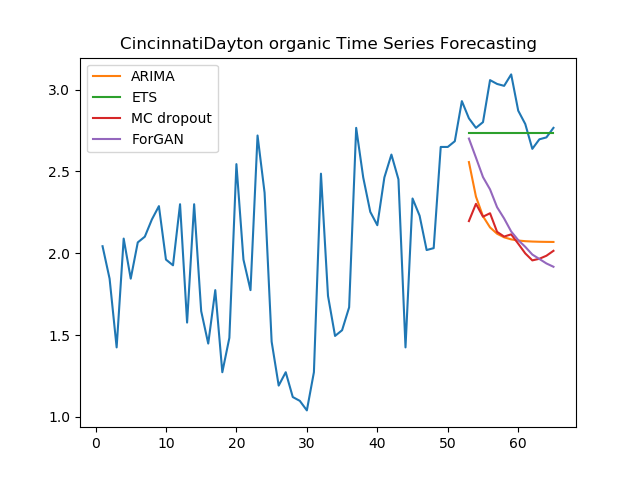 CincinnatiDayton organic Time Series Forecasting
ARIMA
ETS
MC dropout
ForGAN
3.0
2.5
2.0
1.5
1.0
0 10 20 30 40 50 60